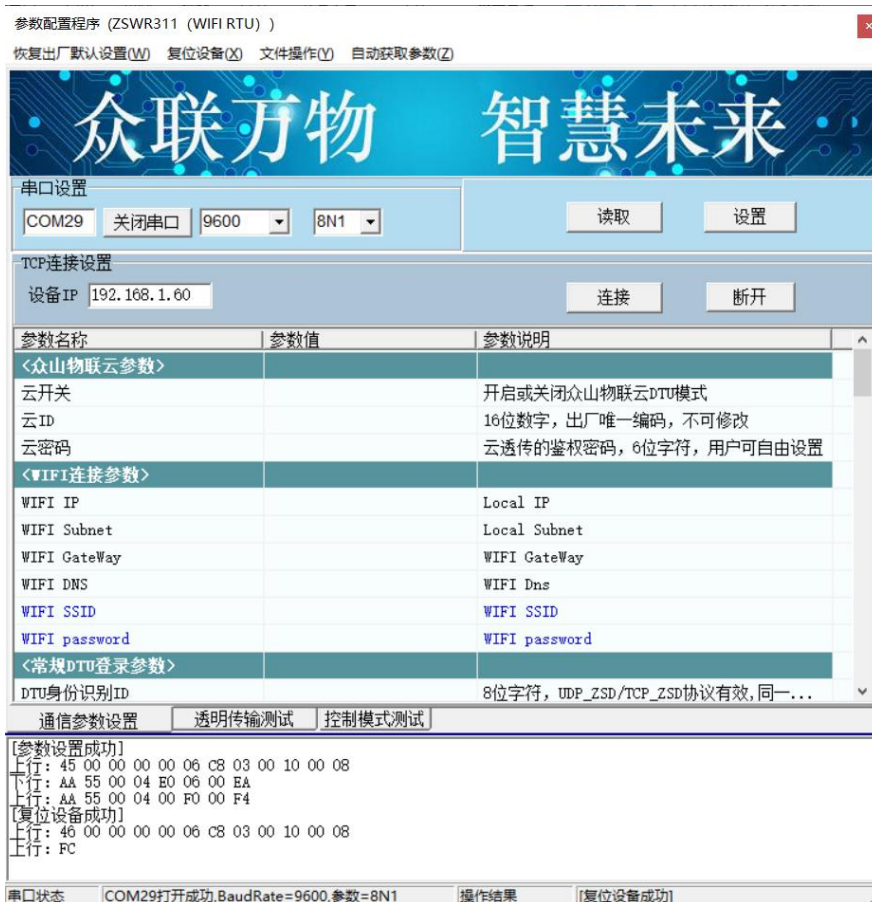 参数配置程序 (ZSWR311 (WIFI RTU) )
恢复出厂默认设置(W) 复位设备(X) 文件操作(Y) 自动获取参数(Z)
众联万物 智慧未来
串口设置
COM29 关闭串口 9600 8N1 读取 设置
TCP连接设置
设备IP 192.168.1.60 连接 断开
参数名称 参数值 参数说明
<众山物联云参数>
云开关 开启或关闭众山物联云DTU模式
云ID 16位数字，出厂唯一编码，不可修改
云密码 云透传的鉴权密码，6位字符，用户可自由设置
<WIFI连接参数>
WIFI IP Local IP
WIFI Subnet Local Subnet
WIFI GateWay WIFI GateWay
WIFI DNS WIFI Dns
WIFI SSID WIFI SSID
WIFI password WIFI password
<常规DTU登录参数>
DTU身份识别ID 8位字符，UDP_ZSD/TCP_ZSD协议有效,同一...
通信参数设置 透明传输测试 控制模式测试
[参数设置成功]
上行: 45 00 00 00 00 06 C8 03 00 10 00 08
下行: AA 55 00 04 E0 06 00 EA
上行: AA 55 00 04 00 F0 00 F4
[复位设备成功]
上行: 46 00 00 00 00 06 C8 03 00 10 00 08
上行: FC
串口状态 COM29打开成功,BaudRate=9600,参数=8N1 操作结果 [复位设备成功]